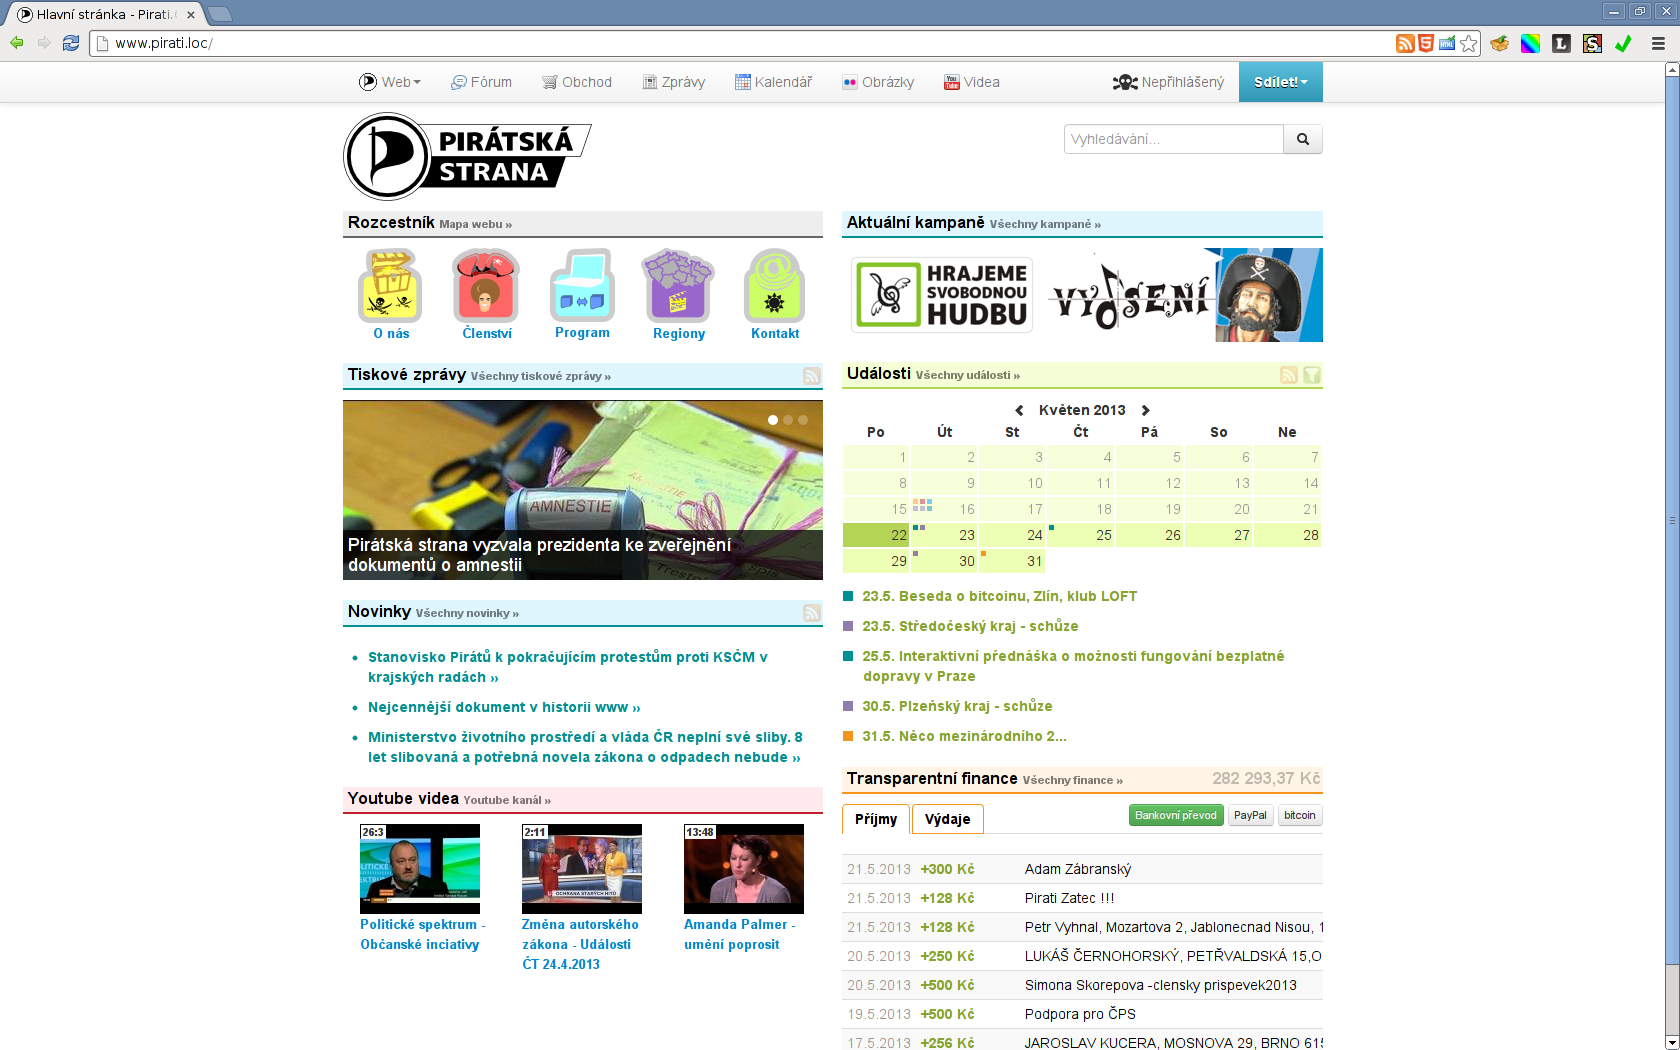 Hlavní stránka - Pirati.
www.pirati.loc/
Web
Fórum
Obchod
Zprávy
Kalendář
Obrázky
Videa
Nepřihlášený
Sdílet!
PIRÁTSKÁ
STRANA
Vyhledávání...
Rozcestník Mapa webu »
O nás
Členství
Program
Regiony
Kontakt
Aktuální kampaně Všechny kampaně »
HRAJEME
SVOBODNOU
HUDBU
VYOSENÍ
Tiskové zprávy Všechny tiskové zprávy »
AMNESTIE
Pirátská strana vyzvala prezidenta ke zveřejnění
dokumentů o amnestii
Novinky Všechny novinky »
Stanovisko Pirátů k pokračujícím protestům proti KSČM v
krajských radách ››
Nejcennější dokument v historii www ››
Ministerstvo životního prostředí a vláda ČR neplní své sliby. 8
let slibovaná a potřebná novela zákona o odpadech nebude ››
Youtube videa Youtube kanál »
26:3
2:11
13:48
OCHRANA STARÝCH HITŮ
Politické spektrum -
Občanské inciativy
Změna autorského
zákona - Události
ČT 24.4.2013
Amanda Palmer -
umění poprosit
Události Všechny události »
Květen 2013
Po Út St Čt Pá So Ne
1 2 3 4 5 6 7
8 9 10 11 12 13 14
15 16 17 18 19 20 21
22 23 24 25 26 27 28
29 30 31
23.5. Beseda o bitcoinu, Zlín, klub LOFT
23.5. Středočeský kraj - schůze
25.5. Interaktivní přednáška o možnosti fungování bezplatné
dopravy v Praze
30.5. Plzeňský kraj - schůze
31.5. Něco mezinárodního 2...
Transparentní finance Všechny finance » 282 293,37 Kč
Příjmy
Výdaje
Bankovní převod
PayPal
bitcoin
21.5.2013 +300 Kč Adam Zábranský
21.5.2013 +128 Kč Pirati Zatec !!!
21.5.2013 +128 Kč Petr Vyhnal, Mozartova 2, Jablonecnad Nisou, 1
20.5.2013 +250 Kč LUKÁŠ ČERNOHORSKÝ, PETŘVALDSKÁ 15,O
20.5.2013 +500 Kč Simona Skorepova -clensky prispevek2013
19.5.2013 +500 Kč Podpora pro ČPS
17.5.2013 +256 Kč JAROSLAV KUCERA, MOSNOVA 29, BRNO 615